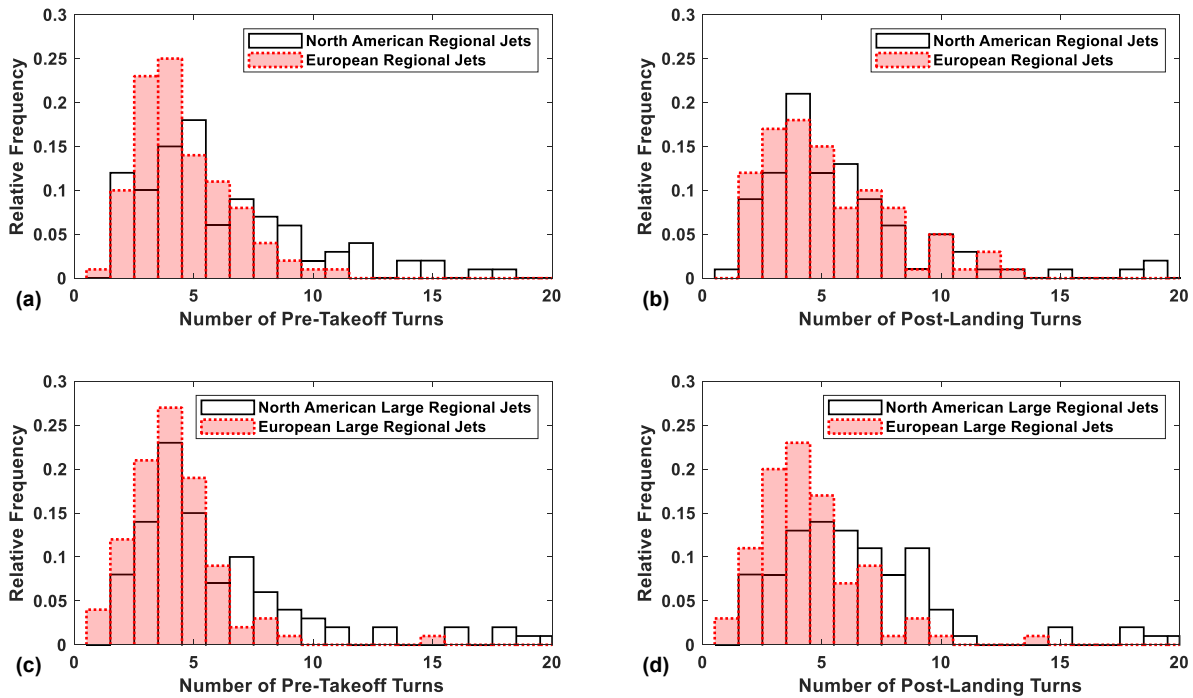 0.3
0.25
0.2
0.15
0.1
0.05
0
Relative Frequency
North American Regional Jets
European Regional Jets
0 5 10 15 20
Number of Pre-Takeoff Turns
(a)
0.3
0.25
0.2
0.15
0.1
0.05
0
Relative Frequency
North American Regional Jets
European Regional Jets
0 5 10 15 20
Number of Post-Landing Turns
(b)
0.3
0.25
0.2
0.15
0.1
0.05
0
Relative Frequency
North American Large Regional Jets
European Large Regional Jets
0 5 10 15 20
Number of Pre-Takeoff Turns
(c)
0.3
0.25
0.2
0.15
0.1
0.05
0
Relative Frequency
North American Large Regional Jets
European Large Regional Jets
0 5 10 15 20
Number of Post-Landing Turns
(d)